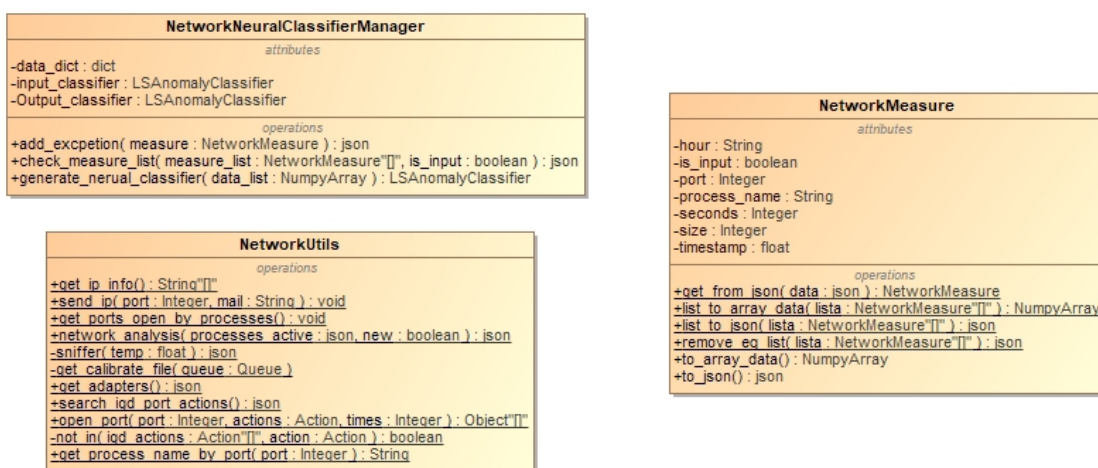 NetworkNeuralClassifierManager
attributes
-data_dict : dict
-input_classifier : LSAnomalyClassifier
-Output_classifier : LSAnomalyClassifier
operations
+add_excpetion( measure : NetworkMeasure ) : json
+check_measure_list( measure_list : NetworkMeasure"[]", is_input : boolean ) : json
+generate_nerual_classifier( data_list : NumpyArray ) : LSAnomalyClassifier
NetworkUtils
operations
+get_ip_info() : String"[]"
+send_ip( port : Integer, mail : String ) : void
+get_ports_open_by_processes() : void
+network_analysis( processes_active : json, new : boolean ) : json
-sniffer( temp : float ) : json
-get_calibrate_file( queue : Queue )
+get_adapters() : json
+search_iqd_port_actions() : json
+open_port( port : Integer, actions : Action, times : Integer ) : Object"[]"
-not_in( iqd_actions : Action"[]", action : Action ) : boolean
+get_process_name_by_port( port : Integer ) : String
NetworkMeasure
attributes
-hour : String
-is_input : boolean
-port : Integer
-process_name : String
-seconds : Integer
-size : Integer
-timestamp : float
operations
+get_from_json( data : json ) : NetworkMeasure
+list_to_array_data( lista : NetworkMeasure"[]" ) : NumpyArray
+list_to_json( lista : NetworkMeasure"[]" ) : json
+remove_eq_list( lista : NetworkMeasure"[]" ) : json
+to_array_data() : NumpyArray
+to_json() : json